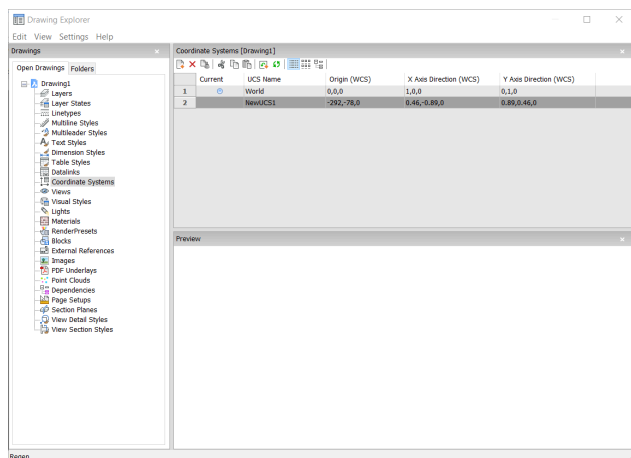 Drawing Explorer
Edit View Settings Help
Drawings
Open Drawings Folders
Drawing1
Layers
Layer States
Linetypes
Multiline Styles
Multileader Styles
Text Styles
Dimension Styles
Table Styles
Datalinks
Coordinate Systems
Views
Visual Styles
Lights
Materials
RenderPresets
Blocks
External References
Images
PDF Underlays
Point Clouds
Dependencies
Page Setups
Section Planes
View Detail Styles
View Section Styles
Coordinate Systems [Drawing1]
Current UCS Name Origin (WCS) X Axis Direction (WCS) Y Axis Direction (WCS)
1 World 0,0,0 1,0,0 0,1,0
2 NewUCS1 -292,-78,0 0.46,-0.89,0 0.89,0.46,0
Preview
Regen